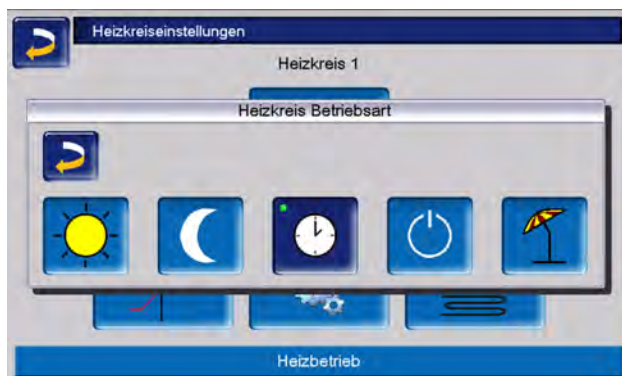 Heizkreiseinstellungen
Heizkreis 1
Heizkreis Betriebsart
Heizbetrieb